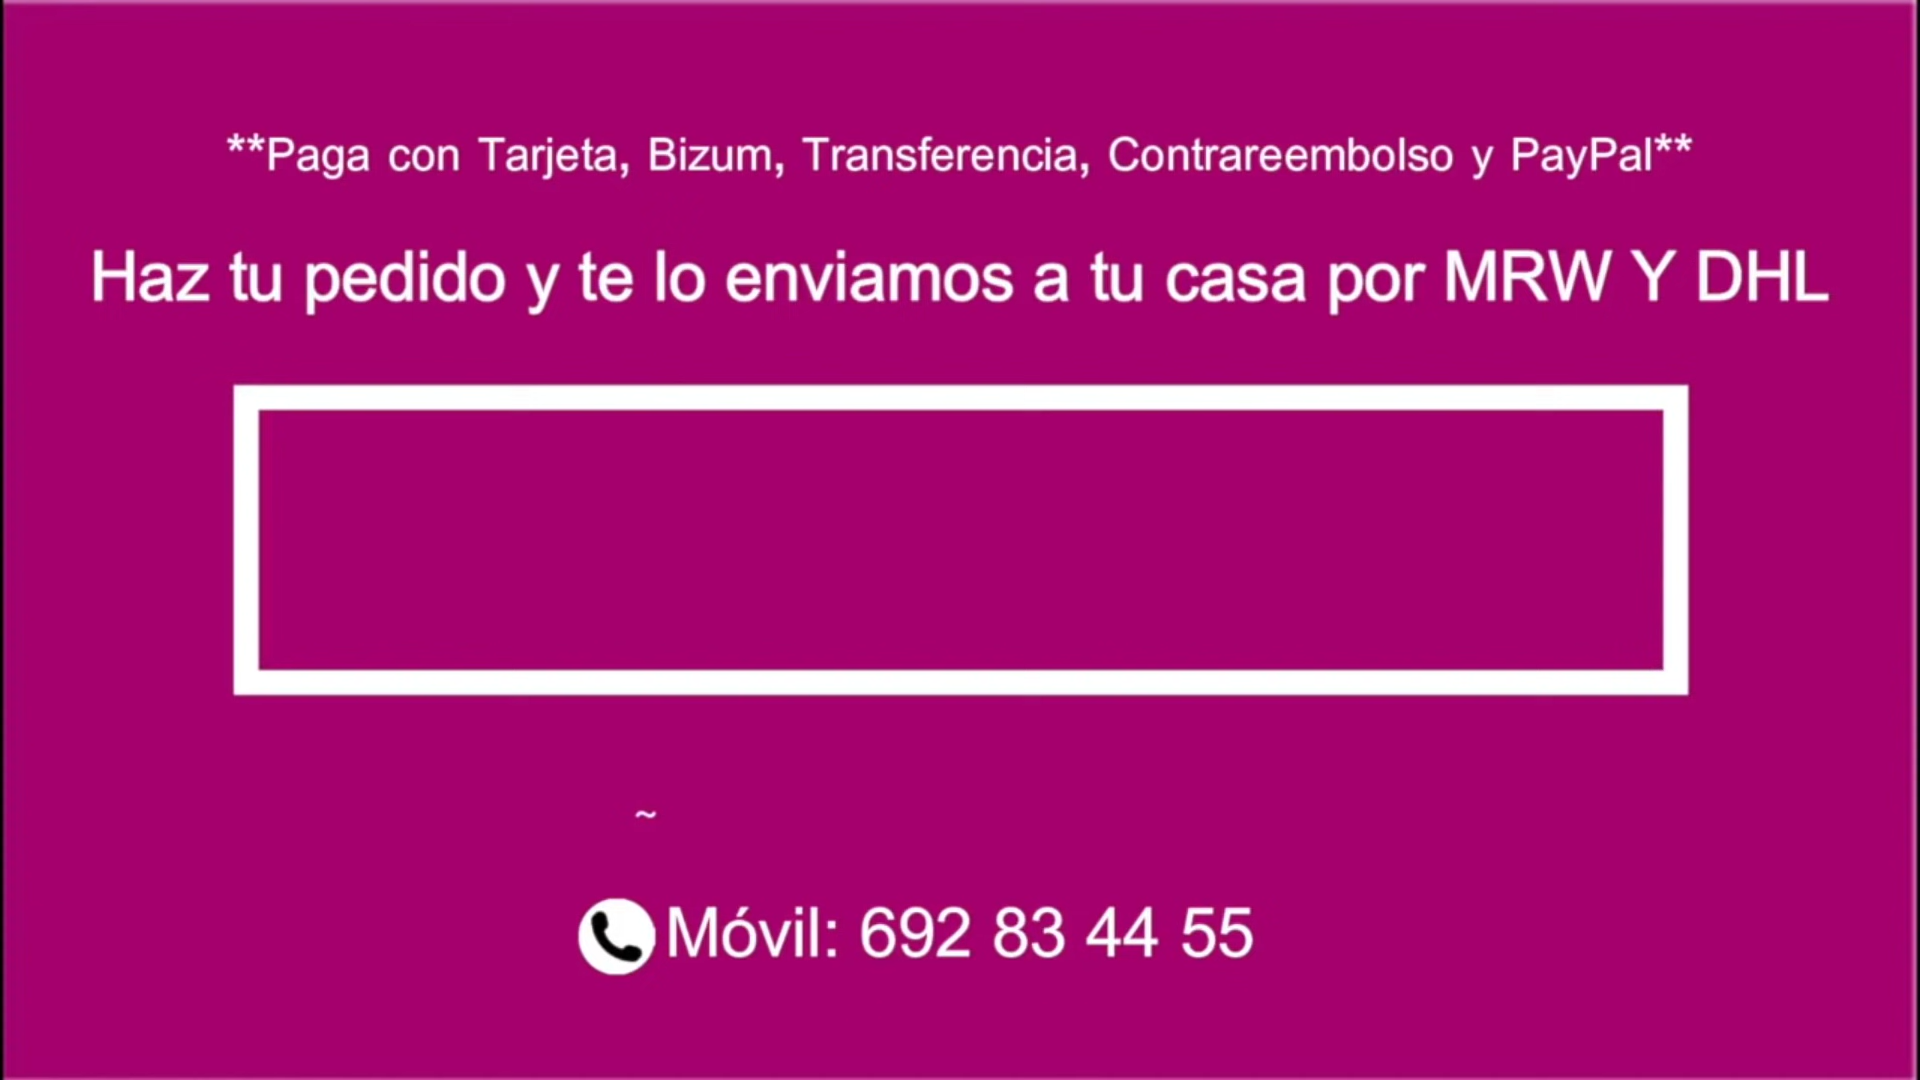 **Paga con Tarjeta, Bizum, Transferencia, Contrareembolso y PayPal**
Haz tu pedido y te lo enviamos a tu casa por MRW Y DHL
~
Móvil: 692 83 44 55